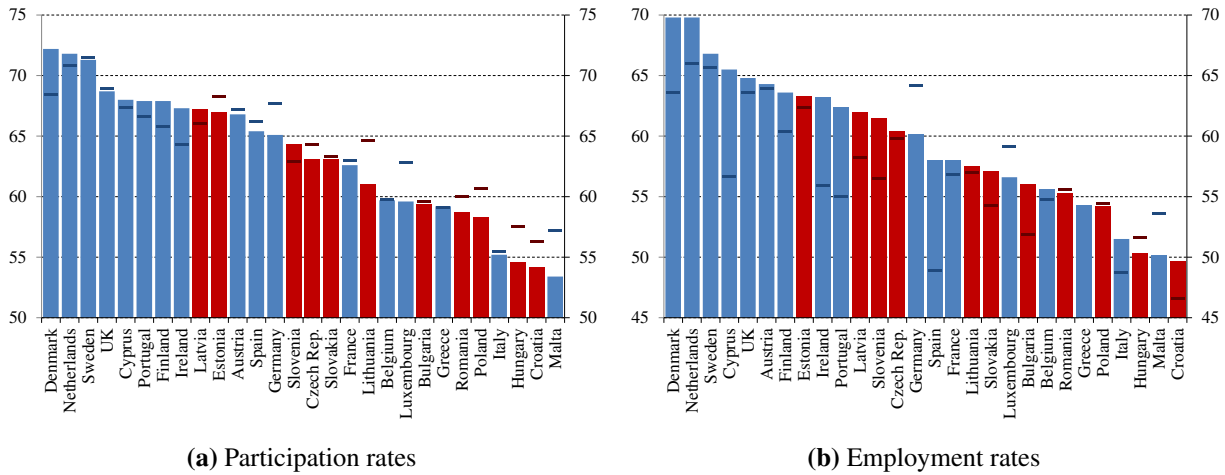 75
70
65
60
55
50
75
70
65
60
55
50
Denmark
Netherlands
Sweden
UK
Cyprus
Portugal
Finland
Ireland
Latvia
Estonia
Austria
Spain
Germany
Slovenia
Czech Rep.
Slovakia
France
Lithuania
Belgium
Luxembourg
Bulgaria
Greece
Romania
Poland
Italy
Hungary
Croatia
Malta
(a) Participation rates
70
65
60
55
50
45
70
65
60
55
50
45
Denmark
Netherlands
Sweden
Cyprus
UK
Austria
Finland
Estonia
Ireland
Portugal
Latvia
Slovenia
Czech Rep.
Germany
Spain
France
Lithuania
Slovakia
Luxembourg
Bulgaria
Belgium
Romania
Greece
Poland
Italy
Hungary
Malta
Croatia
(b) Employment rates